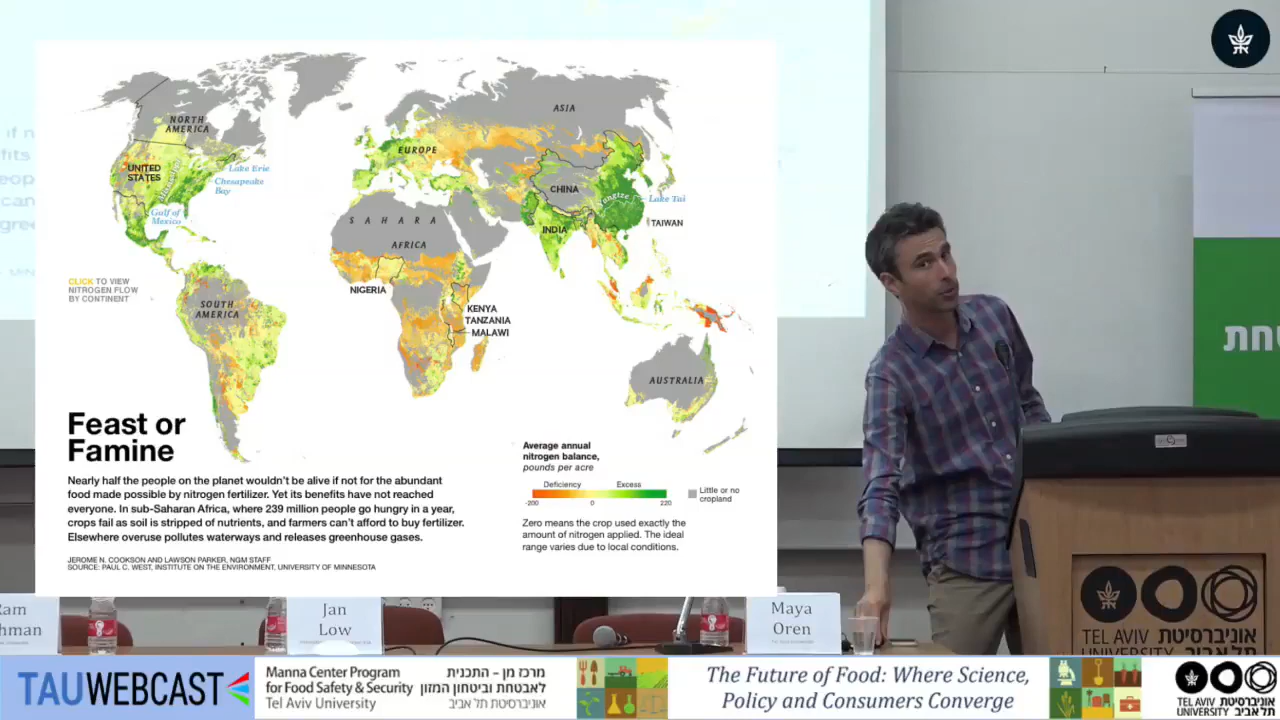 NORTH
AMERICA
UNITED
STATES
Lake Erie
Chesapeake
Bay
Gulf of
Mexico
EUROPE
ASIA
CHINA
Yangtze
Lake Tai
TAIWAN
INDIA
SAHARA
AFRICA
NIGERIA
KENYA
TANZANIA
MALAWI
SOUTH
AMERICA
AUSTRALIA
CLICK TO VIEW
NITROGEN FLOW
BY CONTINENT
Feast or
Famine
Nearly half the people on the planet wouldn't be alive if not for the abundant
food made possible by nitrogen fertilizer. Yet its benefits have not reached
everyone. In sub-Saharan Africa, where 239 million people go hungry in a year,
crops fail as soil is stripped of nutrients, and farmers can't afford to buy fertilizer.
Elsewhere overuse pollutes waterways and releases greenhouse gases.
JEROME N. COOKSON AND LAWSON PARKER, NGM STAFF
SOURCE: PAUL C. WEST, INSTITUTE ON THE ENVIRONMENT, UNIVERSITY OF MINNESOTA
Average annual
nitrogen balance,
pounds per acre
Deficiency Excess
-200 0 220
Little or no
cropland
Zero means the crop used exactly the
amount of nitrogen applied. The ideal
range varies due to local conditions.
Jan
Low
Maya
Oren
TEL AVIV אוניברסיטת
UNIVERSITY תל אביב
TAUWEBCAST
Manna Center Program
for Food Safety & Security
Tel Aviv University
מרכז מן – התכנית
לאבטחת וביטחון המזון
אוניברסיטת תל אביב
The Future of Food: Where Science,
Policy and Consumers Converge
TEL AVIV אוניברסיטת
UNIVERSITY תל אביב